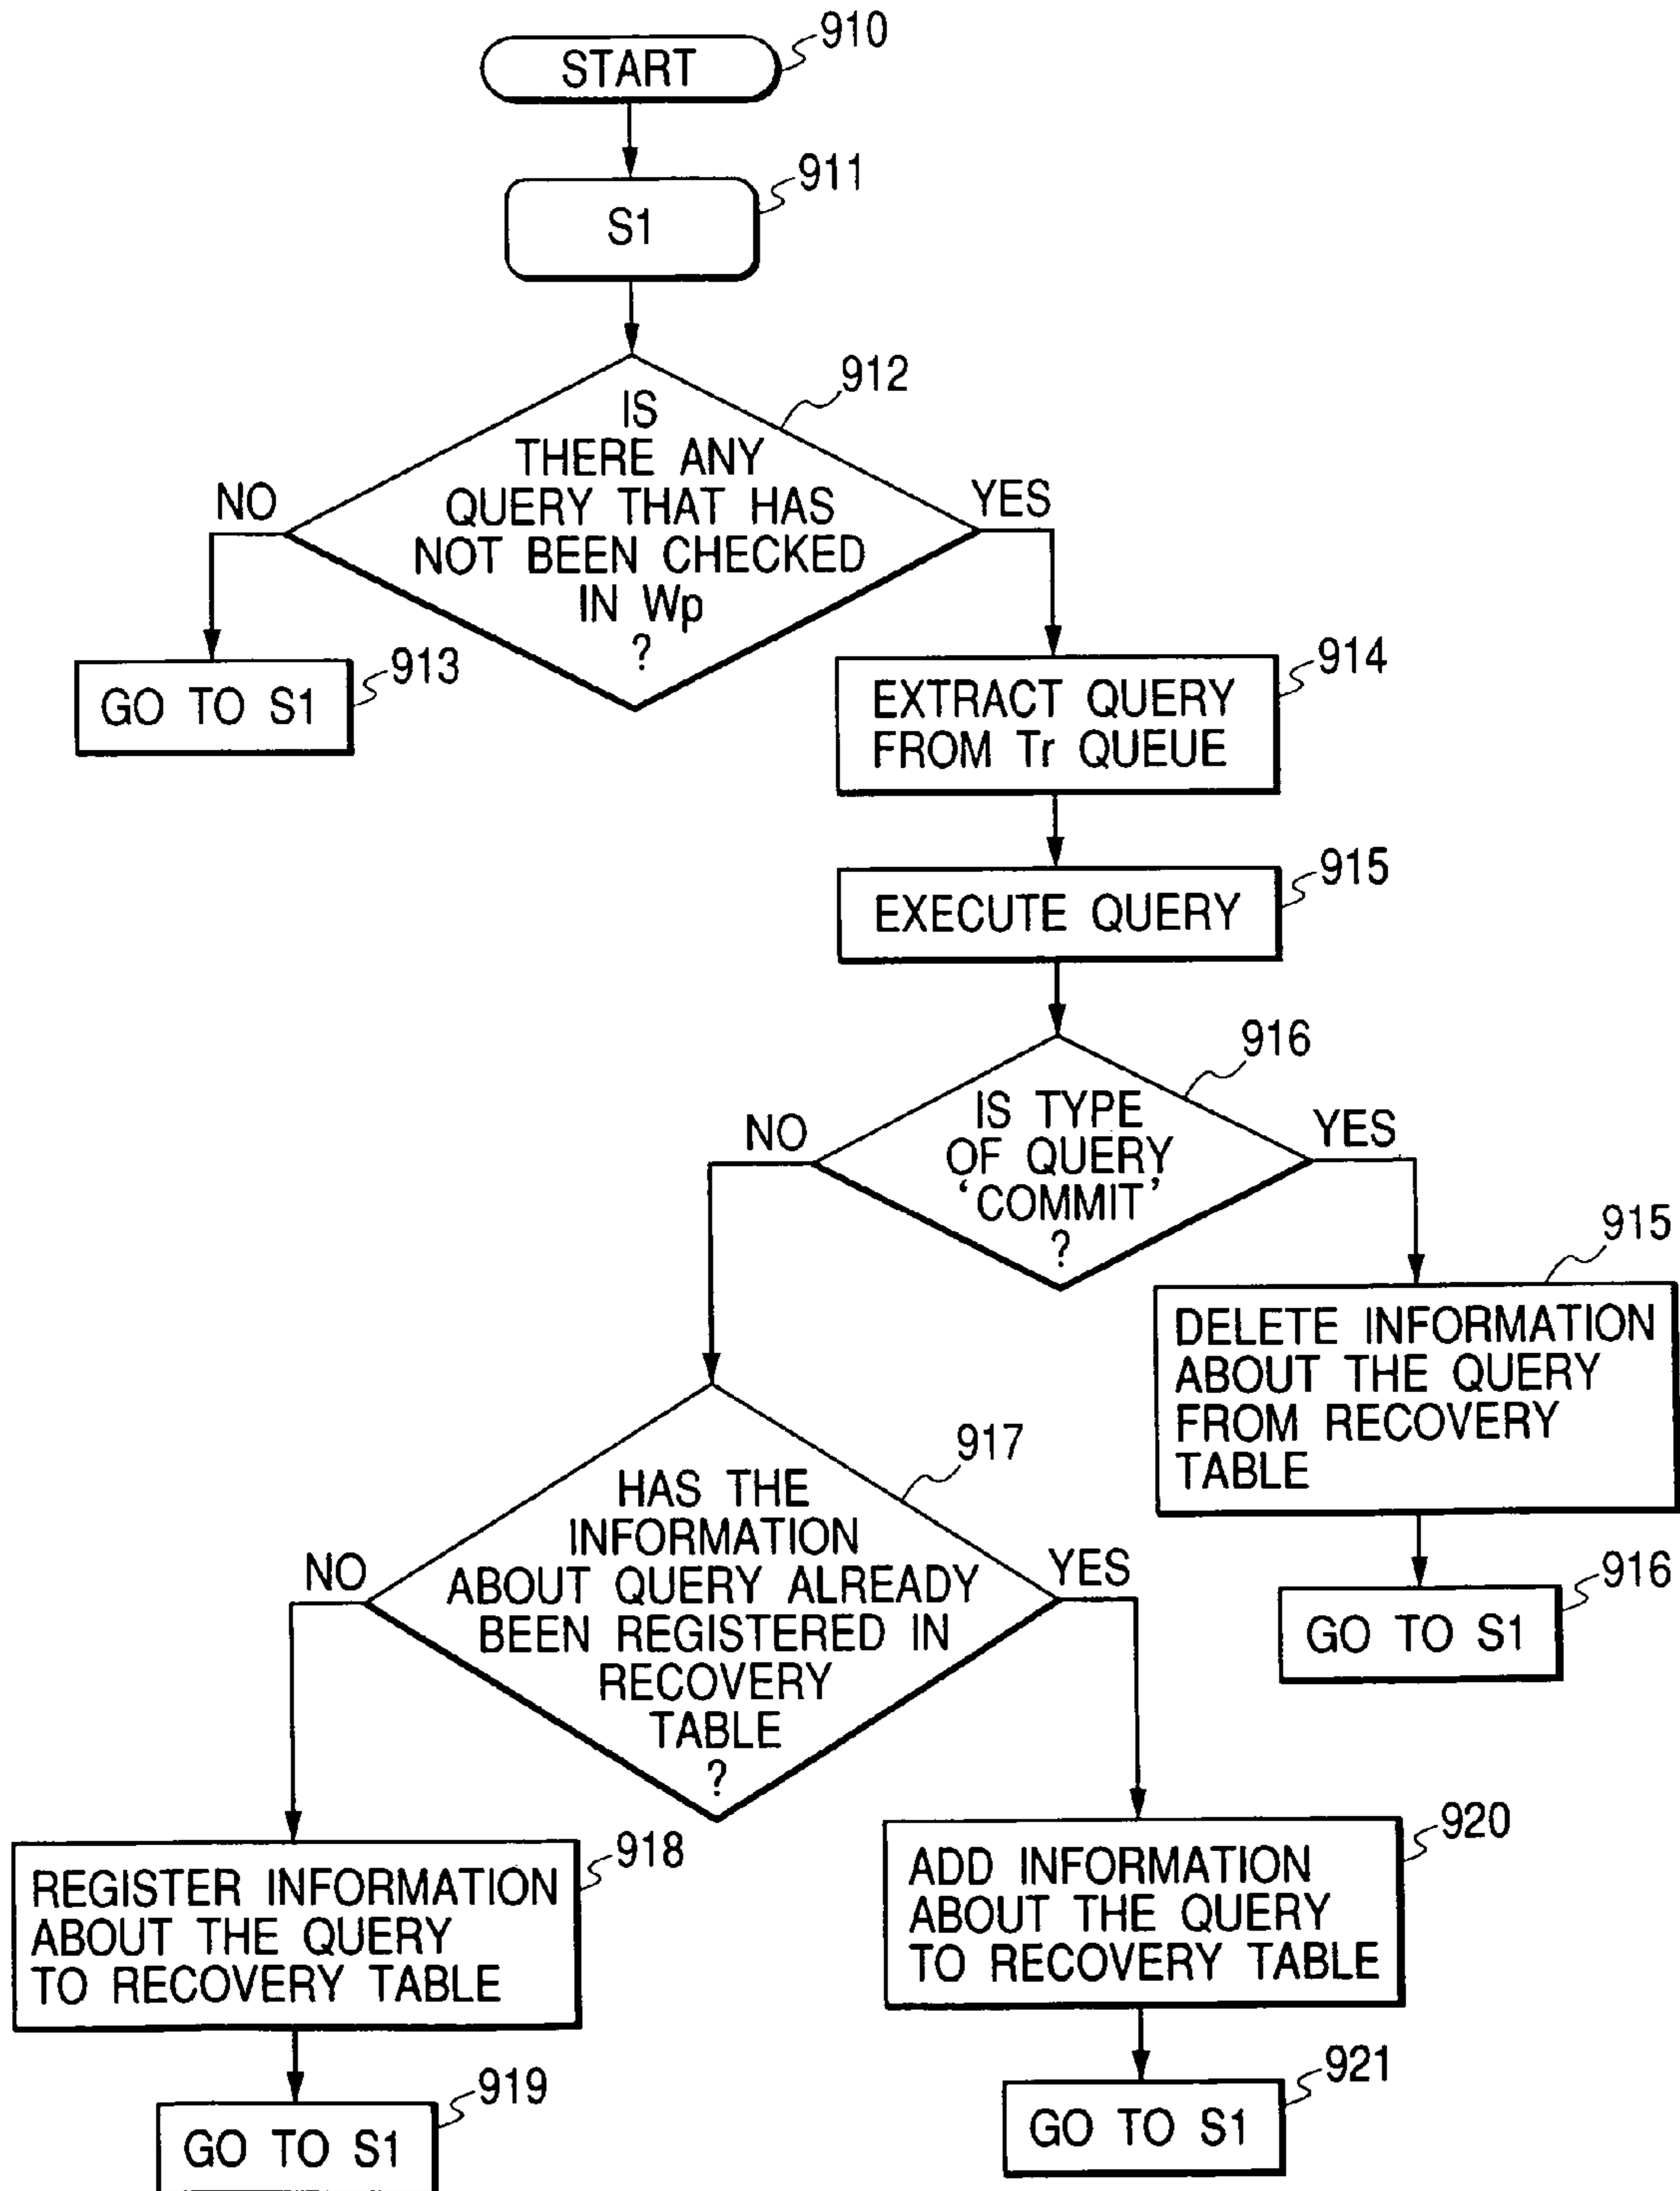 910
START
911
S1
912
IS
THERE ANY
QUERY THAT HAS
NOT BEEN CHECKED
IN Wp
?
NO
YES
913
GO TO S1
914
EXTRACT QUERY
FROM Tr QUEUE
915
EXECUTE QUERY
916
IS TYPE
OF QUERY
‘COMMIT’
?
NO
YES
915
DELETE INFORMATION
ABOUT THE QUERY
FROM RECOVERY
TABLE
916
GO TO S1
917
HAS THE
INFORMATION
ABOUT QUERY ALREADY
BEEN REGISTERED IN
RECOVERY
TABLE
?
NO
YES
918
REGISTER INFORMATION
ABOUT THE QUERY
TO RECOVERY TABLE
919
GO TO S1
920
ADD INFORMATION
ABOUT THE QUERY
TO RECOVERY TABLE
921
GO TO S1